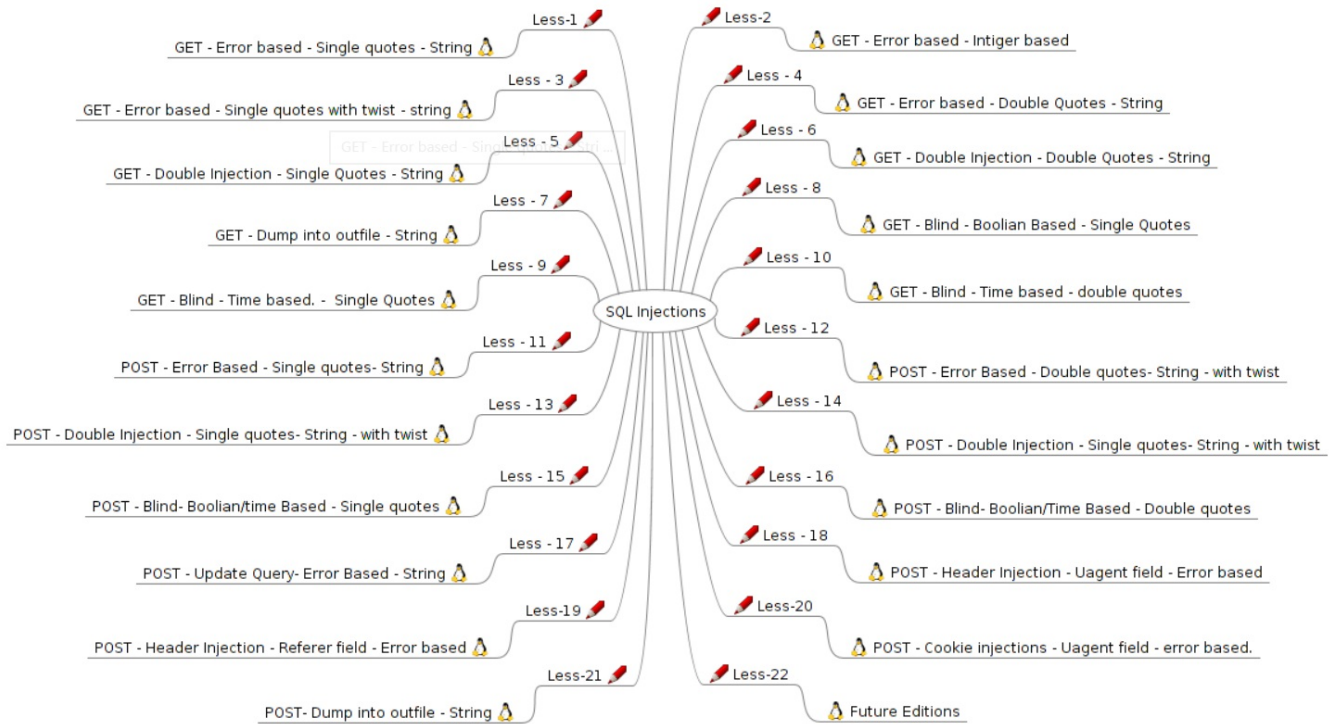 Less-1
GET - Error based - Single quotes - String
Less-2
GET - Error based - Intiger based
Less - 3
GET - Error based - Single quotes with twist - string
Less - 4
GET - Error based - Double Quotes - String
Less - 5
GET - Error based - Sin
Stri ...
GET - Double Injection - Single Quotes - String
Less - 6
GET - Double Injection - Double Quotes - String
Less - 7
GET - Dump into outfile - String
Less - 8
GET - Blind - Boolian Based - Single Quotes
Less - 9
GET - Blind - Time based. -  Single Quotes
Less - 10
GET - Blind - Time based - double quotes
SQL Injections
Less - 11
POST - Error Based - Single quotes- String
Less - 12
POST - Error Based - Double quotes- String - with twist
Less - 13
POST - Double Injection - Single quotes- String - with twist
Less - 14
POST - Double Injection - Single quotes- String - with twist
Less - 15
POST - Blind- Boolian/time Based - Single quotes
Less - 16
POST - Blind- Boolian/Time Based - Double quotes
Less - 17
POST - Update Query- Error Based - String
Less - 18
POST - Header Injection - Uagent field - Error based
Less-19
POST - Header Injection - Referer field - Error based
Less-20
POST - Cookie injections - Uagent field - error based.
Less-21
POST- Dump into outfile - String
Less-22
Future Editions